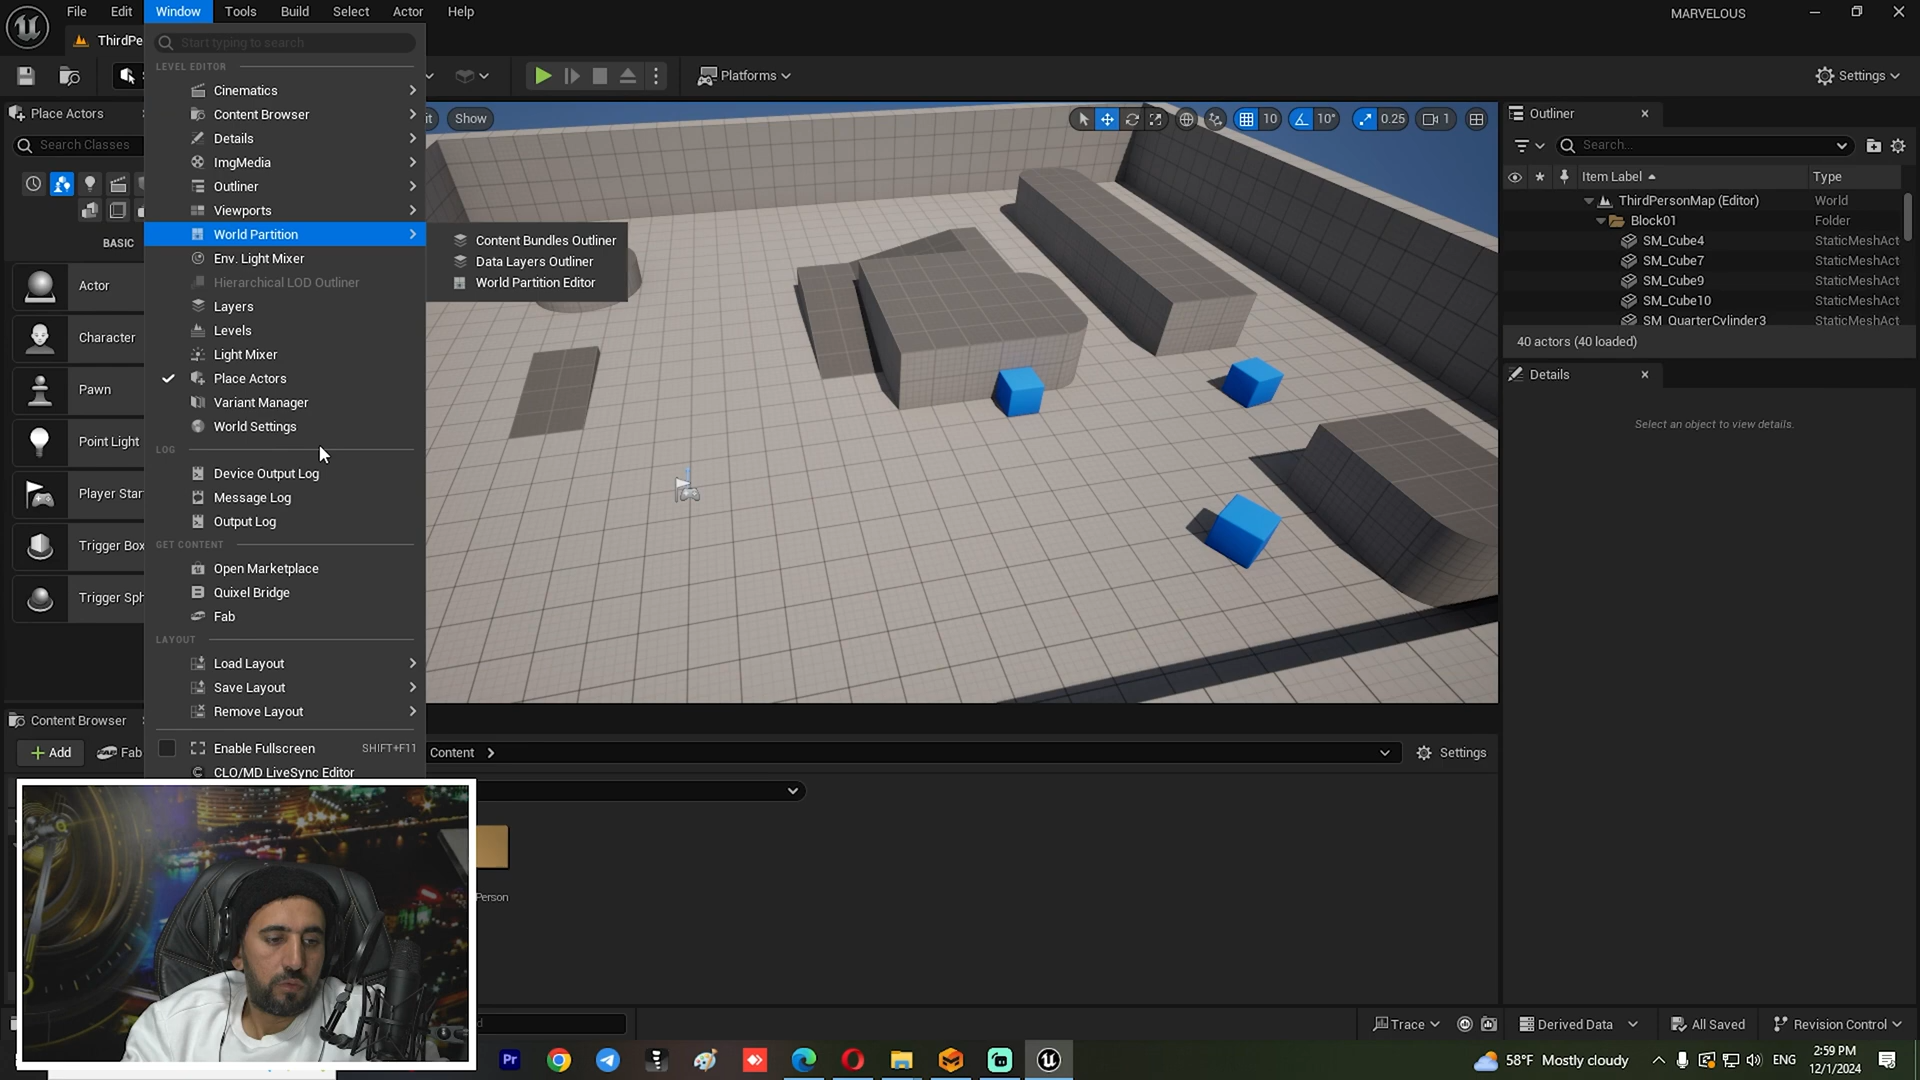 File Edit Window Tools Build Select Actor Help
MARVELOUS
ThirdPe
Start typing to search
LEVEL EDITOR
Cinematics
Content Browser
Details
ImgMedia
Outliner
Viewports
World Partition
Env. Light Mixer
Hierarchical LOD Outliner
Layers
Levels
Light Mixer
Place Actors
Variant Manager
World Settings
LOG
Device Output Log
Message Log
Output Log
GET CONTENT
Open Marketplace
Quixel Bridge
Fab
LAYOUT
Load Layout
Save Layout
Remove Layout
Enable Fullscreen SHIFT+F11
CLO/MD LiveSync Editor
Content Bundles Outliner
Data Layers Outliner
World Partition Editor
Platforms
Settings
Place Actors
Search Classes
BASIC
Actor
Character
Pawn
Point Light
Player Star
Trigger Box
Trigger Sph
Show
10 10° 0.25 1
Outliner
Search...
Item Label Type
ThirdPersonMap (Editor) World
Block01 Folder
SM_Cube4 StaticMeshAct
SM_Cube7 StaticMeshAct
SM_Cube9 StaticMeshAct
SM_Cube10 StaticMeshAct
SM_QuarterCylinder3 StaticMeshAct
40 actors (40 loaded)
Details
Select an object to view details.
Content Browser
Add Fab Content Settings
Person
Trace Derived Data All Saved Revision Control
Pr
58°F Mostly cloudy ENG 2:59 PM
12/1/2024